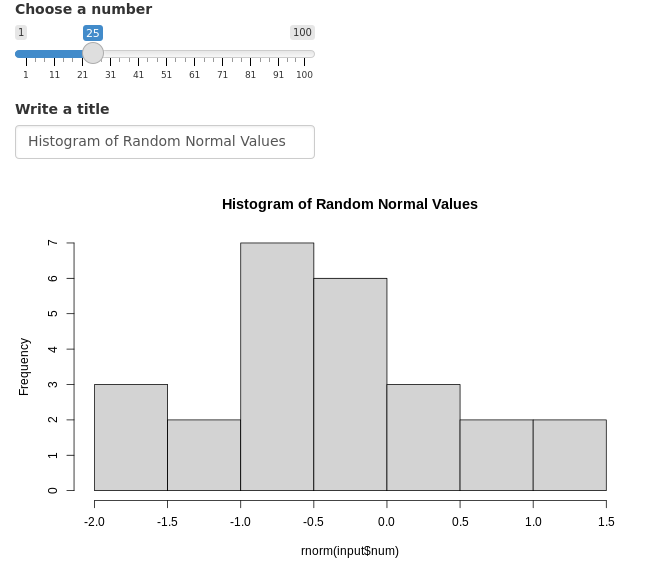 Choose a number
1 25 100
1 11 21 31 41 51 61 71 81 91 100
Write a title
Histogram of Random Normal Values
Histogram of Random Normal Values
7
6
5
4
3
2
1
0
Frequency
-2.0 -1.5 -1.0 -0.5 0.0 0.5 1.0 1.5
rnorm(input$num)